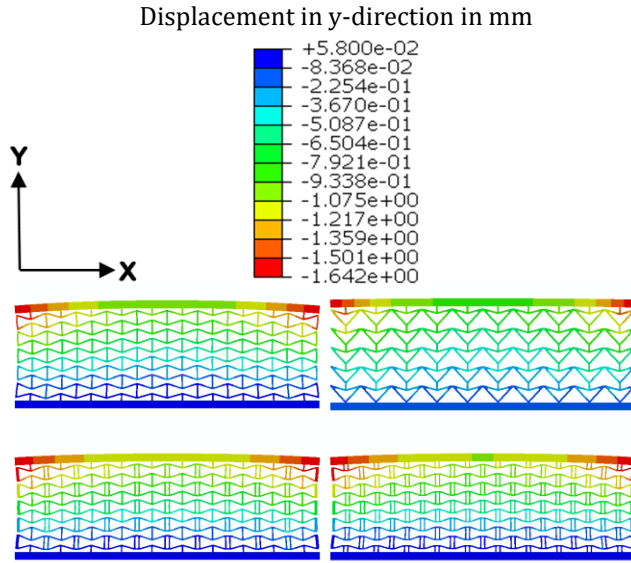 Displacement in y-direction in mm
+5.800e-02
-8.368e-02
-2.254e-01
-3.670e-01
-5.087e-01
-6.504e-01
-7.921e-01
-9.338e-01
-1.075e+00
-1.217e+00
-1.359e+00
-1.501e+00
-1.642e+00
Y
X